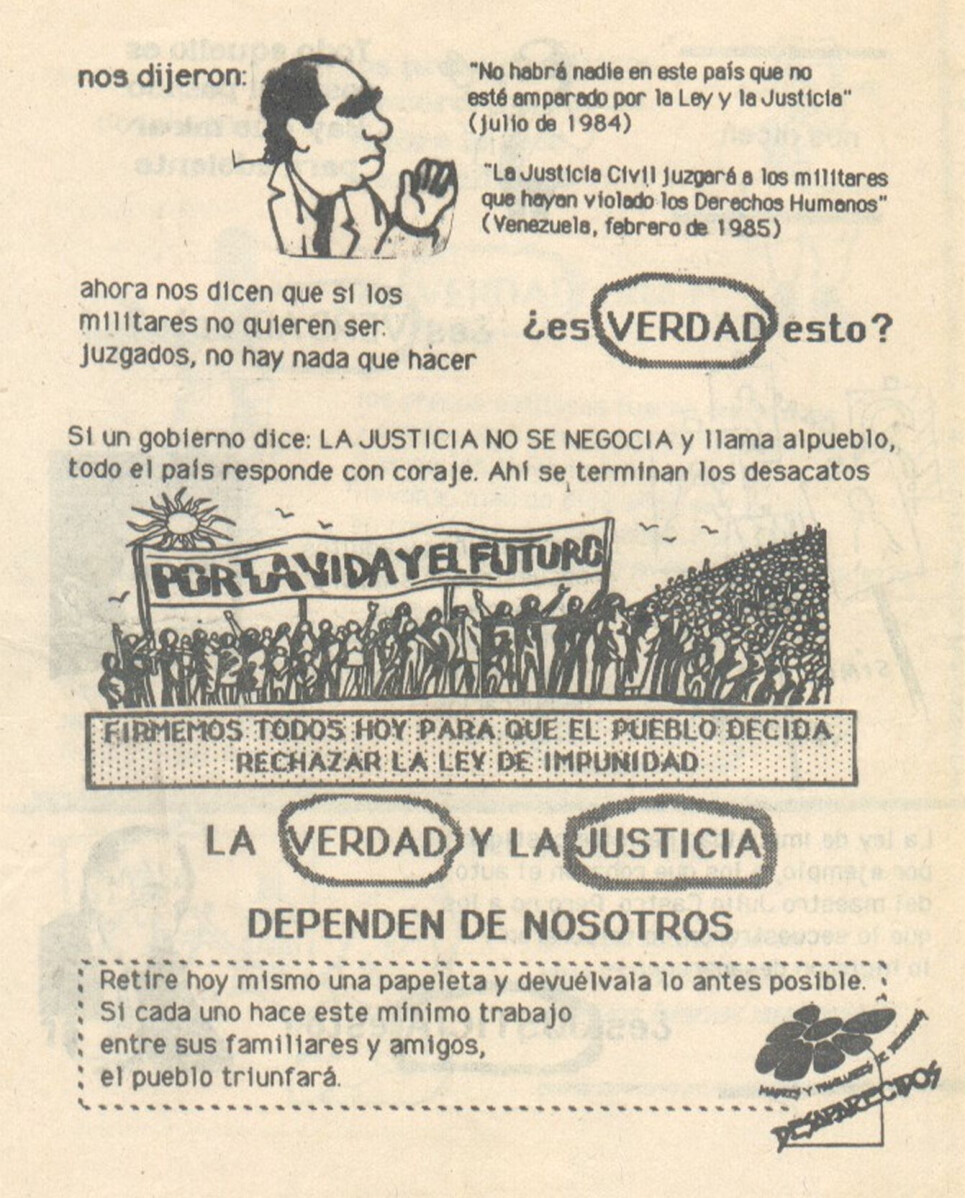 nos dijeron:
"No habrá nadie en este país que no
esté amparado por la Ley y la Justicia"
(julio de 1984)
"La Justicia Civil juzgará a los militares
que hayan violado los Derechos Humanos"
(Venezuela, febrero de 1985)
ahora nos dicen que si los
militares no quieren ser
juzgados, no hay nada que hacer
¿es VERDAD esto?
Si un gobierno dice: LA JUSTICIA NO SE NEGOCIA y llama alpueblo,
todo el país responde con coraje. Ahí se terminan los desacatos
POR LA VIDA Y EL FUTURO
FIRMEMOS TODOS HOY PARA QUE EL PUEBLO DECIDA
RECHAZAR LA LEY DE IMPUNIDAD
LA VERDAD Y LA JUSTICIA
DEPENDEN DE NOSOTROS
Retire hoy mismo una papeleta y devuélvala lo antes posible.
Si cada uno hace este mínimo trabajo
entre sus familiares y amigos,
el pueblo triunfará.
MADRES Y FAMILIARES DE
DESAPARECIDOS